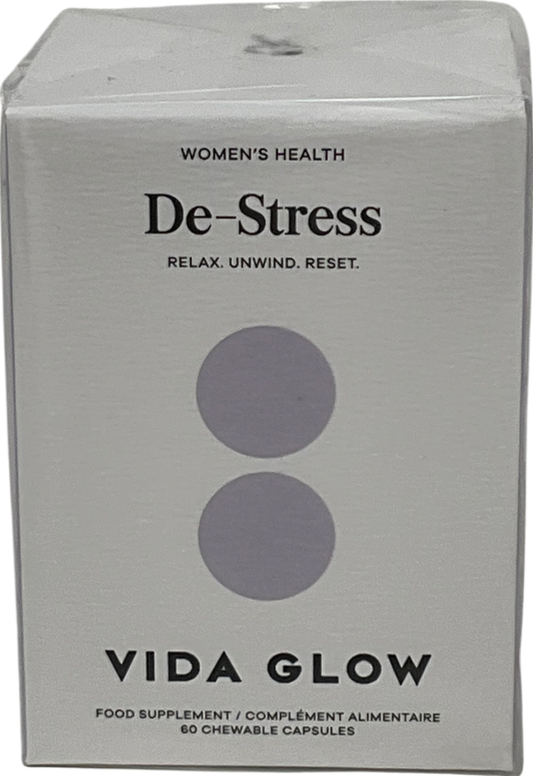 WOMEN'S HEALTH
De-Stress
RELAX. UNWIND. RESET.
VIDA GLOW
FOOD SUPPLEMENT / COMPLÉMENT ALIMENTAIRE
60 CHEWABLE CAPSULES